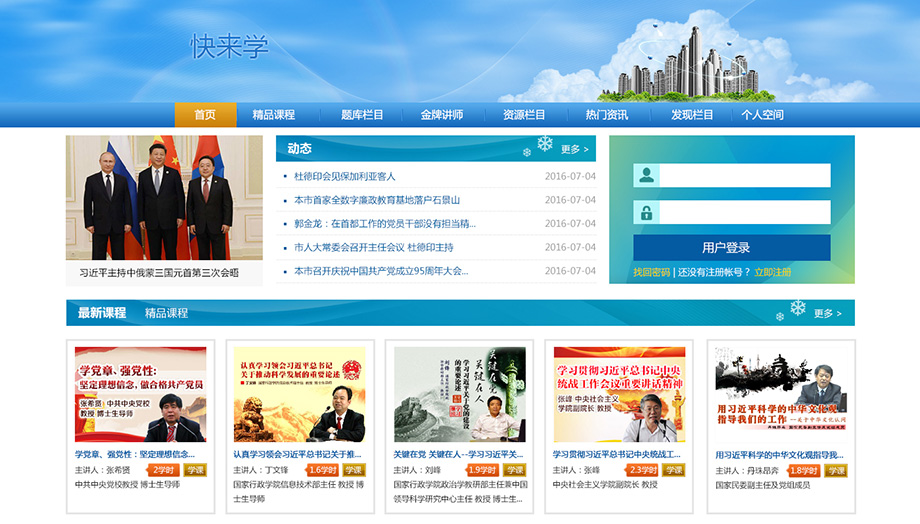 快来学
首页 精品课程 题库栏目 金牌讲师 资源栏目 热门资讯 发现栏目 个人空间
习近平主持中俄蒙三国元首第三次会晤
动态 更多 >
杜德印会见保加利亚客人 2016-07-04
本市首家全数字廉政教育基地落户石景山 2016-07-04
郭金龙：在首都工作的党员干部没有担当精... 2016-07-04
市人大常委会召开主任会议 杜德印主持 2016-07-04
本市召开庆祝中国共产党成立95周年大会... 2016-07-04
用户登录
找回密码 | 还没有注册帐号？ 立即注册
最新课程 精品课程 更多 >
学党章、强党性：
坚定理想信念，做合格共产党员
张希贤 中共中央党校
教授 博士生导师
学党章、强党性：坚定理想信念...
主讲人：张希贤 2学时 学课
中共中央党校教授 博士生导师
认真学习领会习近平总书记
关于推动科学发展的重要论述
认真学习领会习近平总书记关于推...
主讲人：丁文锋 1.6学时 学课
国家行政学院信息技术部主任 教授 博
士生导师
关键在党
关键在人
学习习近平总书记
关于党的建设
的重要论述
刘峰
关键在党 关键在人--学习习近平关...
主讲人：刘峰 1.9学时 学课
国家行政学院政治学教研部主任兼中国
领导科学研究中心主任 教授 博士生...
学习贯彻习近平总书记中央
统战工作会议重要讲话精神
张峰 中央社会主义
学院副院长 教授
学习贯彻习近平总书记中央统战工...
主讲人：张峰 2.3学时 学课
中央社会主义学院副院长 教授
用习近平科学的中华文化观
指导我们的工作
用习近平科学的中华文化观指导我...
主讲人：丹珠昂奔 1.8学时 学课
国家民委副主任及党组成员